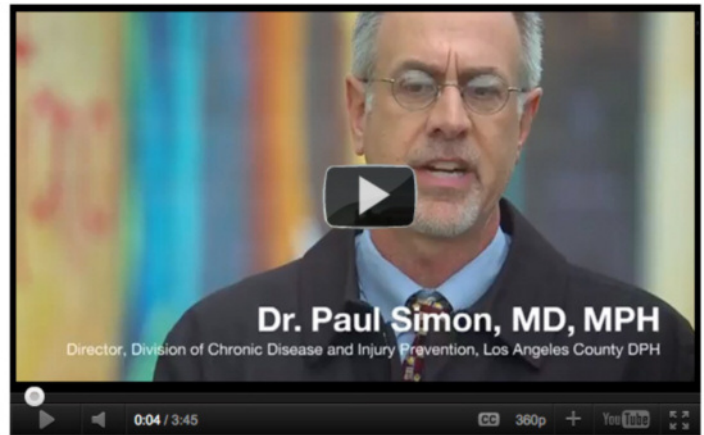 Dr. Paul Simon, MD, MPH
Director, Division of Chronic Disease and Injury Prevention, Los Angeles County DPH
0:04 / 3:45
CC
360p
YouTube